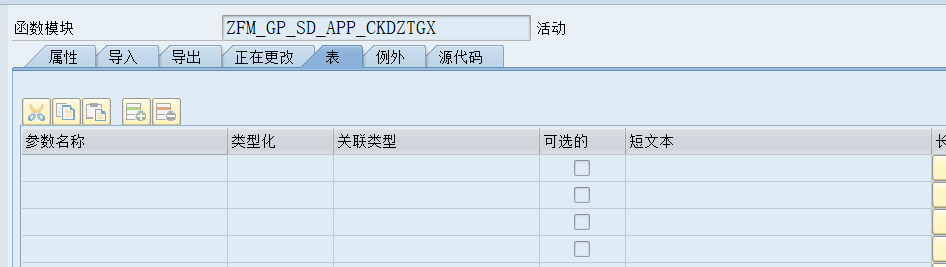 函数模块 ZFM_GP_SD_APP_CKDZTGX 活动
属性 导入 导出 正在更改 表 例外 源代码
参数名称 类型化 关联类型 可选的 短文本 长